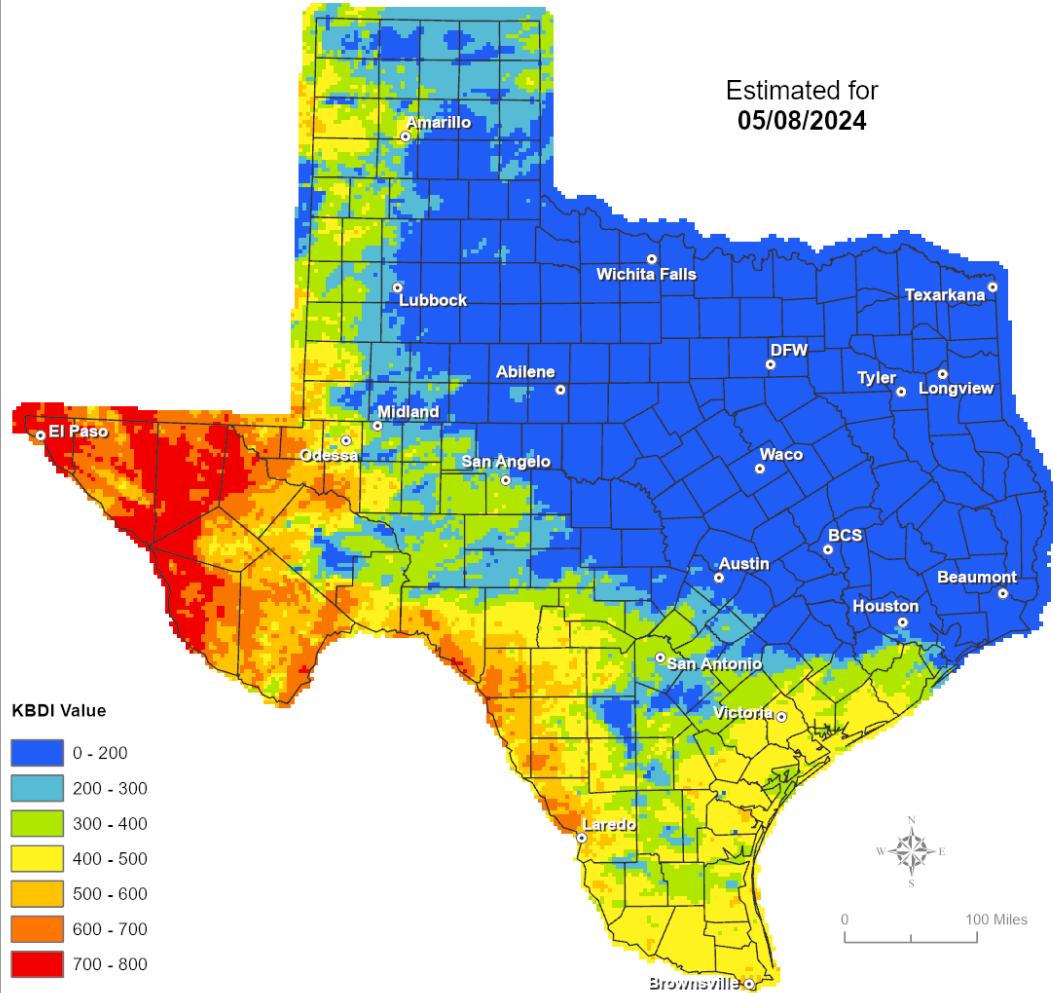 Estimated for
05/08/2024
Amarillo
Wichita Falls
Lubbock
Texarkana
DFW
Abilene
Tyler
Longview
Midland
El Paso
Odessa
San Angelo
Waco
BCS
Austin
Beaumont
Houston
San Antonio
Victoria
KBDI Value
0 - 200
200 - 300
300 - 400
400 - 500
500 - 600
600 - 700
700 - 800
Laredo
N
W
E
S
0
100 Miles
Brownsville